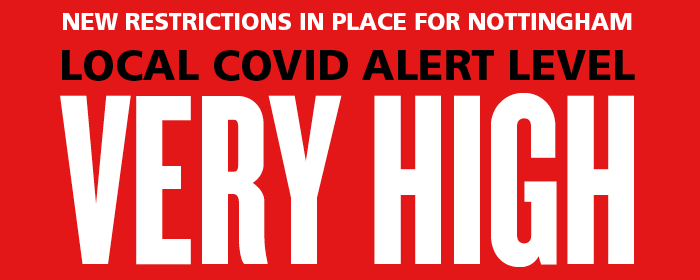 NEW RESTRICTIONS IN PLACE FOR NOTTINGHAM
LOCAL COVID ALERT LEVEL
VERY HIGH